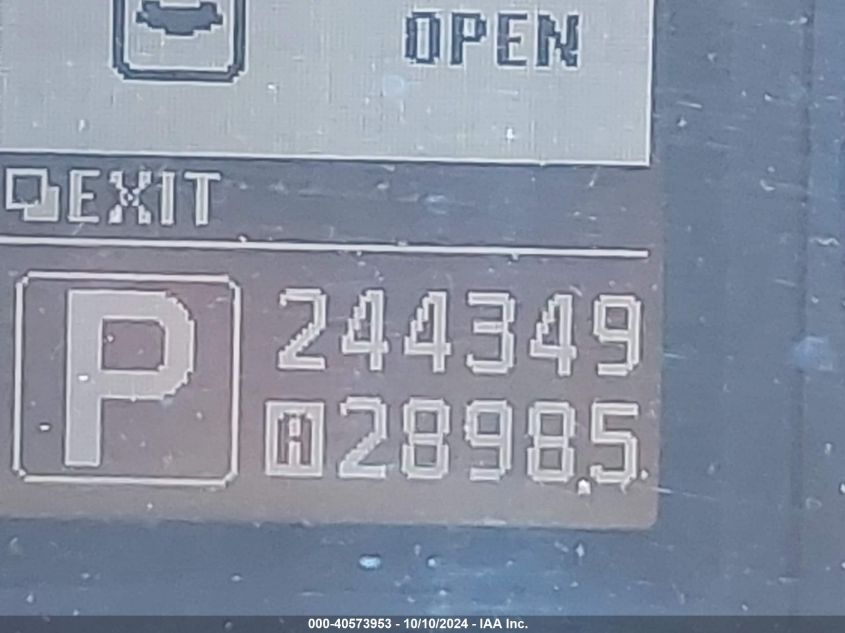 OPEN
EXIT
P
244349
A 2898.5
000-40573953 - 10/10/2024 - IAA Inc.